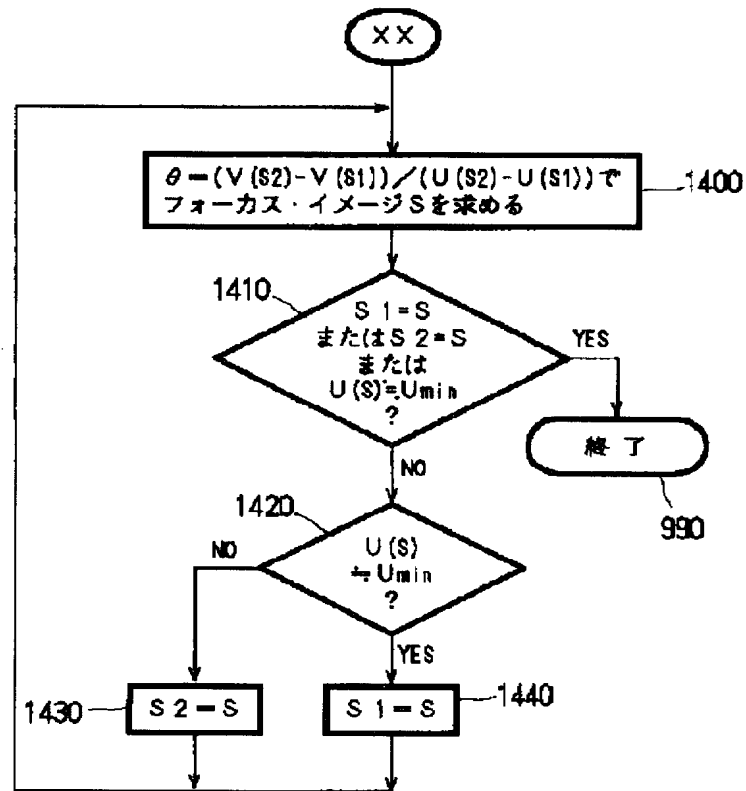 XX
θ=(V(S2)-V(S1))/(U(S2)-U(S1))で
フォーカス・イメージSを求める
1400
1410
S1=S
またはS2=S
または
U(S)≒Umin
?
YES
終了
990
NO
1420
U(S)
≒Umin
?
NO
YES
1430
S2=S
S1=S
1440